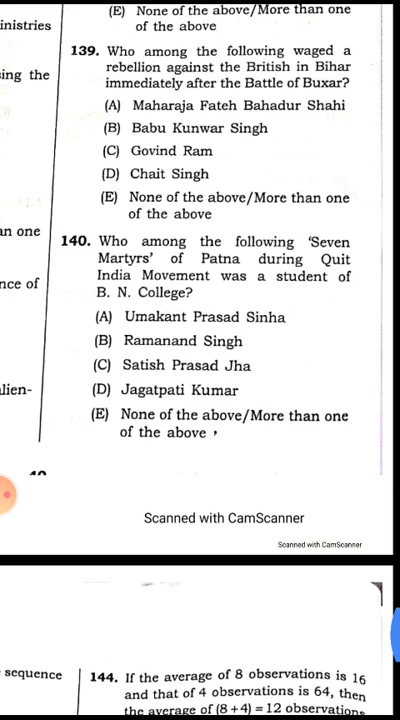 (E) None of the above/More than one
of the above
inistries
139. Who among the following waged a
rebellion against the British in Bihar
immediately after the Battle of Buxar?
ing the
(A) Maharaja Fateh Bahadur Shahi
(B) Babu Kunwar Singh
(C) Govind Ram
(D) Chait Singh
(E) None of the above/More than one
of the above
an one
140. Who among the following ‘Seven
Martyrs’ of Patna during Quit
India Movement was a student of
B. N. College?
nce of
(A) Umakant Prasad Sinha
(B) Ramanand Singh
(C) Satish Prasad Jha
(D) Jagatpati Kumar
lien-
(E) None of the above/More than one
of the above
Scanned with CamScanner
Scanned with CamScanner
sequence
144. If the average of 8 observations is 16
and that of 4 observations is 64, then
the average of (8+4) = 12 observations